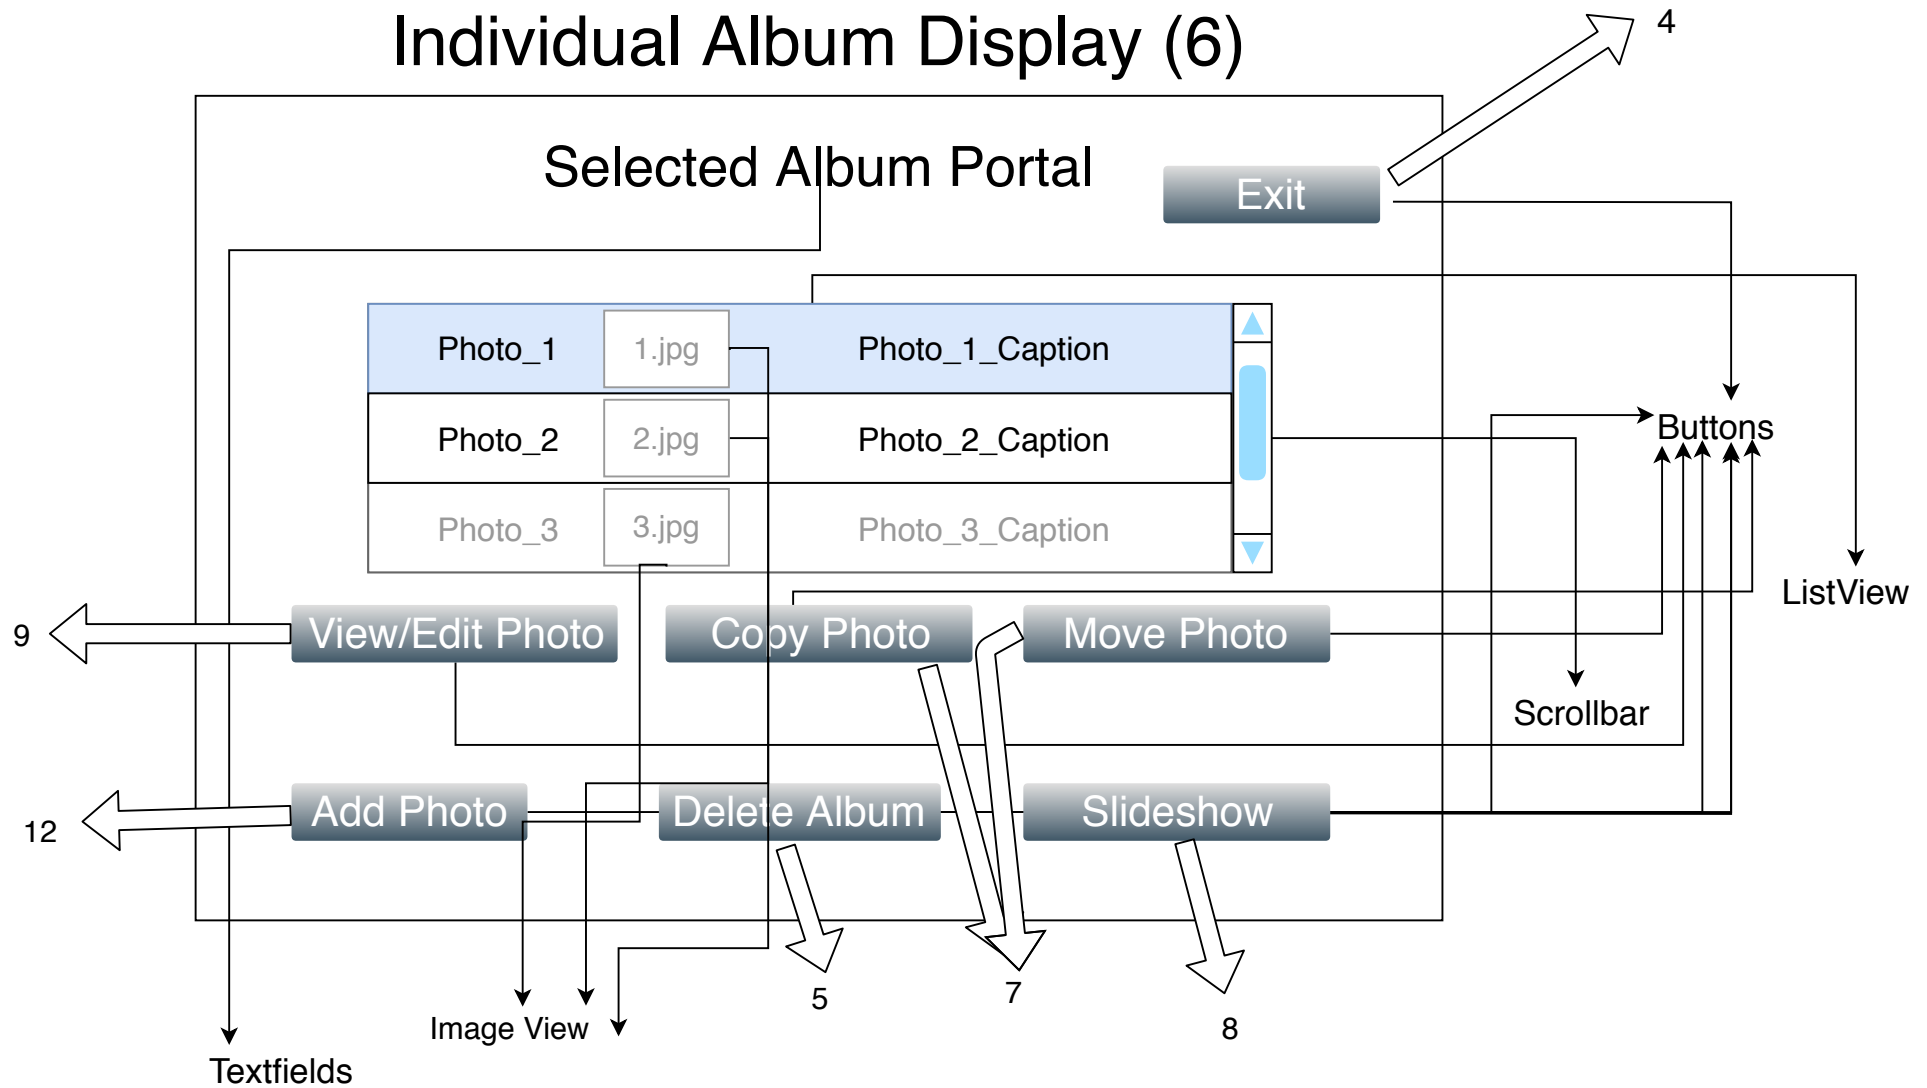 Individual Album Display (6)
4
Selected Album Portal
Exit
Photo_1 1.jpg Photo_1_Caption
Photo_2 2.jpg Photo_2_Caption
Buttons
Photo_3 3.jpg Photo_3_Caption
ListView
9
View/Edit Photo Copy Photo Move Photo
Scrollbar
12
Add Photo Delete Album Slideshow
5
7
8
Image View
Textfields